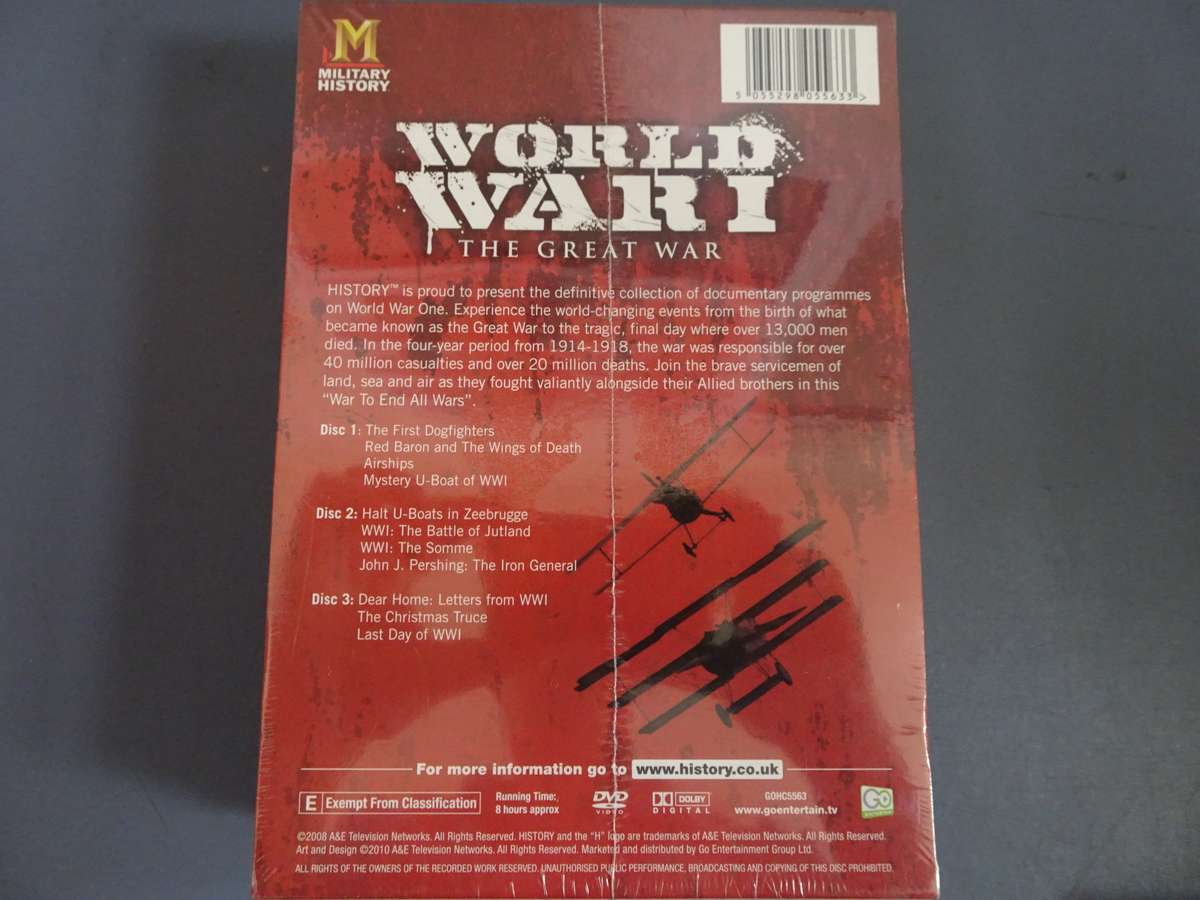 M
MILITARY
HISTORY
5 055298 055633 >
WORLD
WAR I
THE GREAT WAR
HISTORY™ is proud to present the definitive collection of documentary programmes
on World War One. Experience the world-changing events from the birth of what
became known as the Great War to the tragic, final day where over 13,000 men
died. In the four-year period from 1914-1918, the war was responsible for over
40 million casualties and over 20 million deaths. Join the brave servicemen of
land, sea and air as they fought valiantly alongside their Allied brothers in this
“War To End All Wars”.
Disc 1: The First Dogfighters
Red Baron and The Wings of Death
Airships
Mystery U-Boat of WWI
Disc 2: Halt U-Boats in Zeebrugge
WWI: The Battle of Jutland
WWI: The Somme
John J. Pershing: The Iron General
Disc 3: Dear Home: Letters from WWI
The Christmas Truce
Last Day of WWI
For more information go to www.history.co.uk
E Exempt From Classification
Running Time:
8 hours approx
DVD
VIDEO
DOLBY
DIGITAL
GOHC5563
www.goentertain.tv
GO
©2008 A&E Television Networks. All Rights Reserved. HISTORY and the “H” logo are trademarks of A&E Television Networks. All Rights Reserved.
Art and Design ©2010 A&E Television Networks. All Rights Reserved. Marketed and distributed by Go Entertainment Group Ltd.
ALL RIGHTS OF THE OWNERS OF THE RECORDED WORK RESERVED. UNAUTHORISED PUBLIC PERFORMANCE, BROADCASTING AND COPYING OF THIS DISC PROHIBITED.